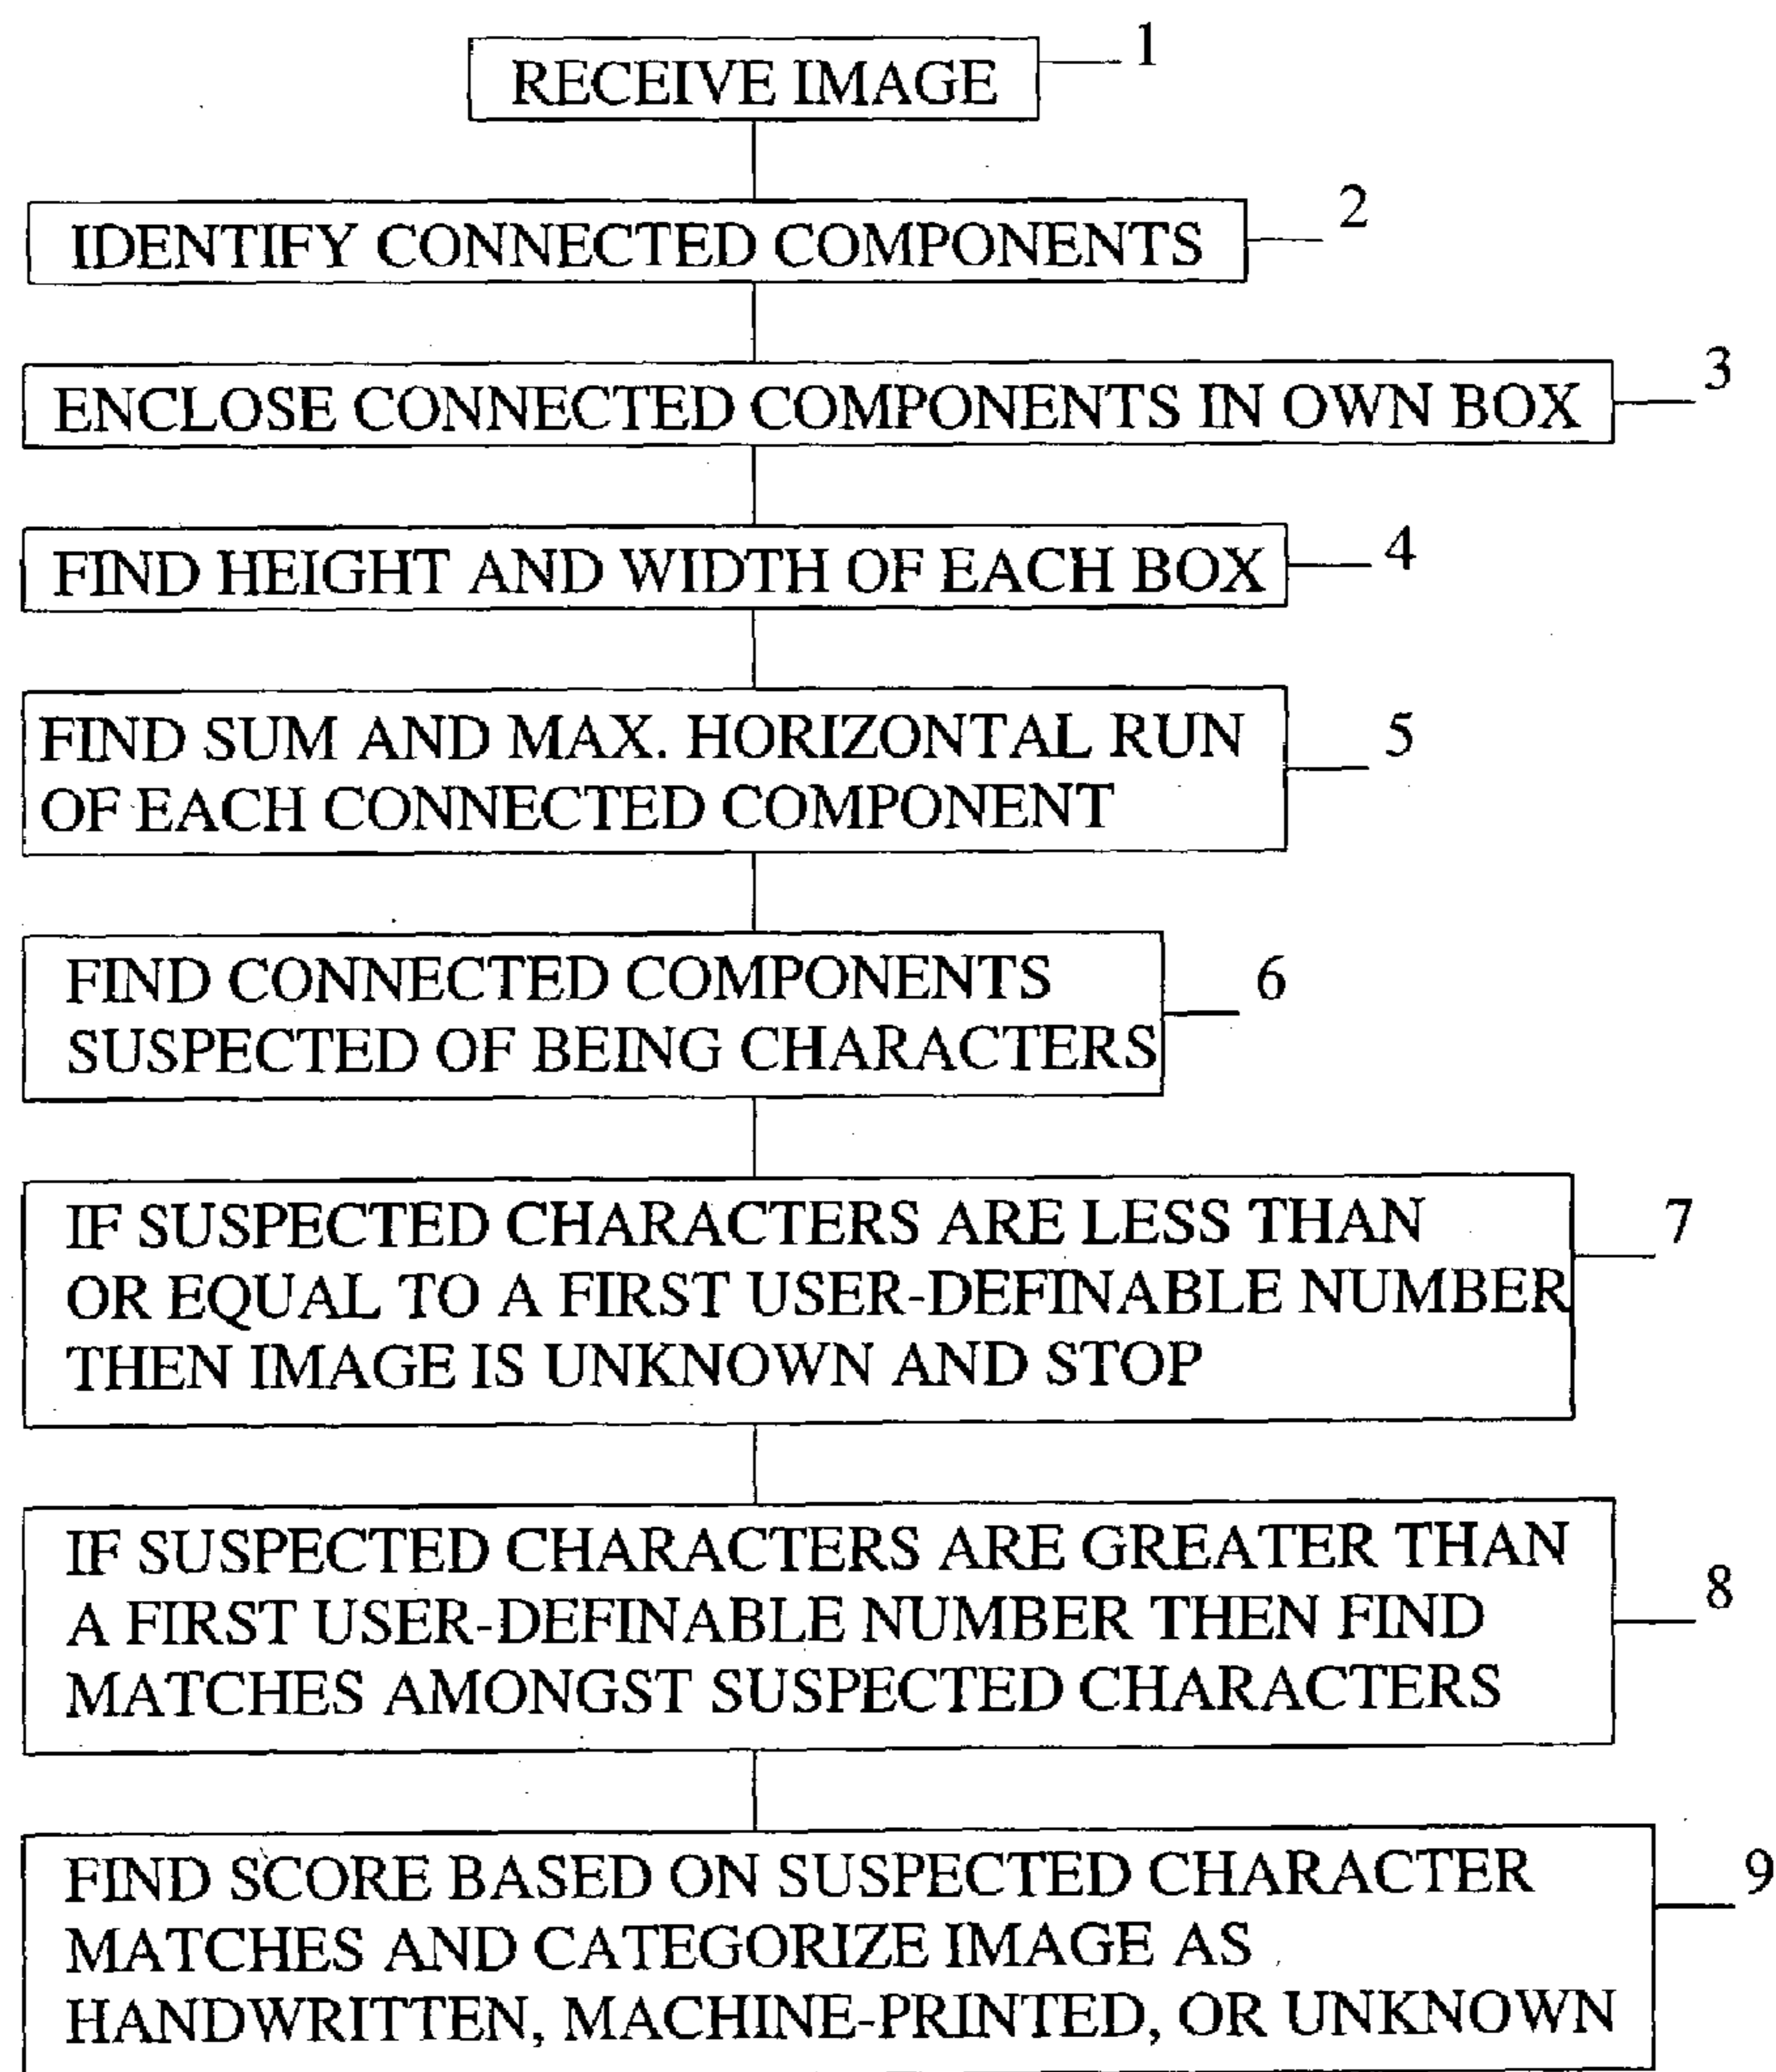 RECEIVE IMAGE 1
IDENTIFY CONNECTED COMPONENTS 2
ENCLOSE CONNECTED COMPONENTS IN OWN BOX 3
FIND HEIGHT AND WIDTH OF EACH BOX 4
FIND SUM AND MAX. HORIZONTAL RUN 5
OF EACH CONNECTED COMPONENT
FIND CONNECTED COMPONENTS 6
SUSPECTED OF BEING CHARACTERS
IF SUSPECTED CHARACTERS ARE LESS THAN 7
OR EQUAL TO A FIRST USER-DEFINABLE NUMBER
THEN IMAGE IS UNKNOWN AND STOP
IF SUSPECTED CHARACTERS ARE GREATER THAN 8
A FIRST USER-DEFINABLE NUMBER THEN FIND
MATCHES AMONGST SUSPECTED CHARACTERS
FIND SCORE BASED ON SUSPECTED CHARACTER 9
MATCHES AND CATEGORIZE IMAGE AS
HANDWRITTEN, MACHINE-PRINTED, OR UNKNOWN